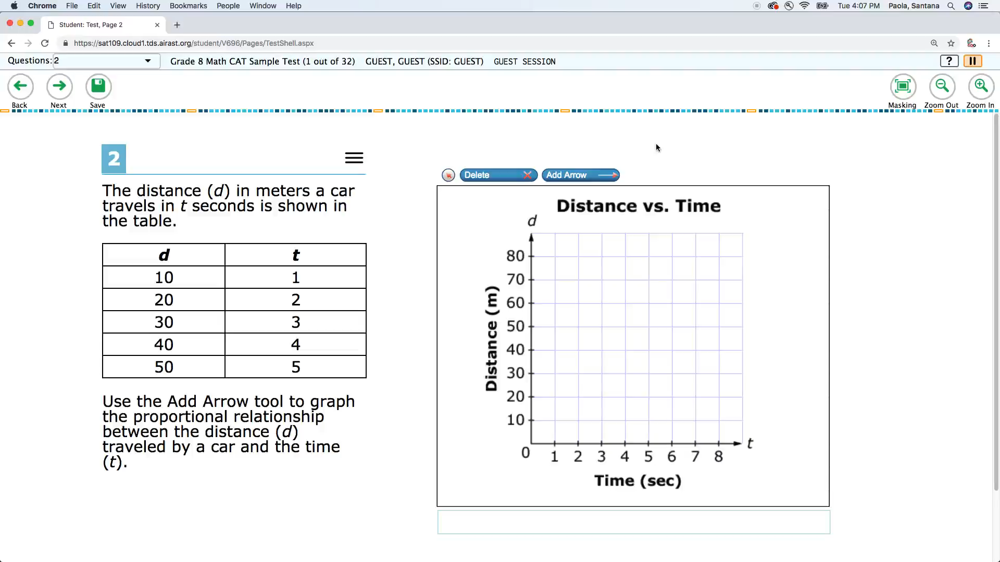 Chrome File Edit View History Bookmarks People Window Help Tue 4:07 PM Paola, Santana
Student: Test, Page 2
https://sat109.cloud1.tds.airast.org/student/V696/Pages/TestShell.aspx
Questions: 2 Grade 8 Math CAT Sample Test (1 out of 32) GUEST, GUEST (SSID: GUEST) GUEST SESSION ?
Back Next Save Masking Zoom Out Zoom In
2
The distance (d) in meters a car
travels in t seconds is shown in
the table.
d t
10 1
20 2
30 3
40 4
50 5
Use the Add Arrow tool to graph
the proportional relationship
between the distance (d)
traveled by a car and the time
(t).
Delete Add Arrow
Distance vs. Time
d
80
70
60
50
40
30
20
10
Distance (m)
0 1 2 3 4 5 6 7 8 t
Time (sec)